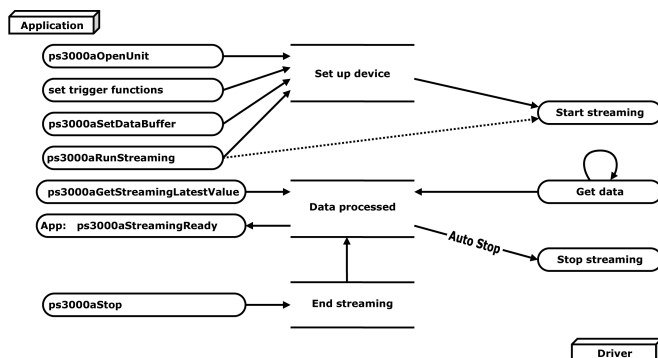 Application
ps3000aOpenUnit
set trigger functions
Set up device
ps3000aSetDataBuffer
Start streaming
ps3000aRunStreaming
ps3000aGetStreamingLatestValue
Get data
Data processed
App: ps3000aStreamingReady
Auto Stop
Stop streaming
ps3000aStop
End streaming
Driver